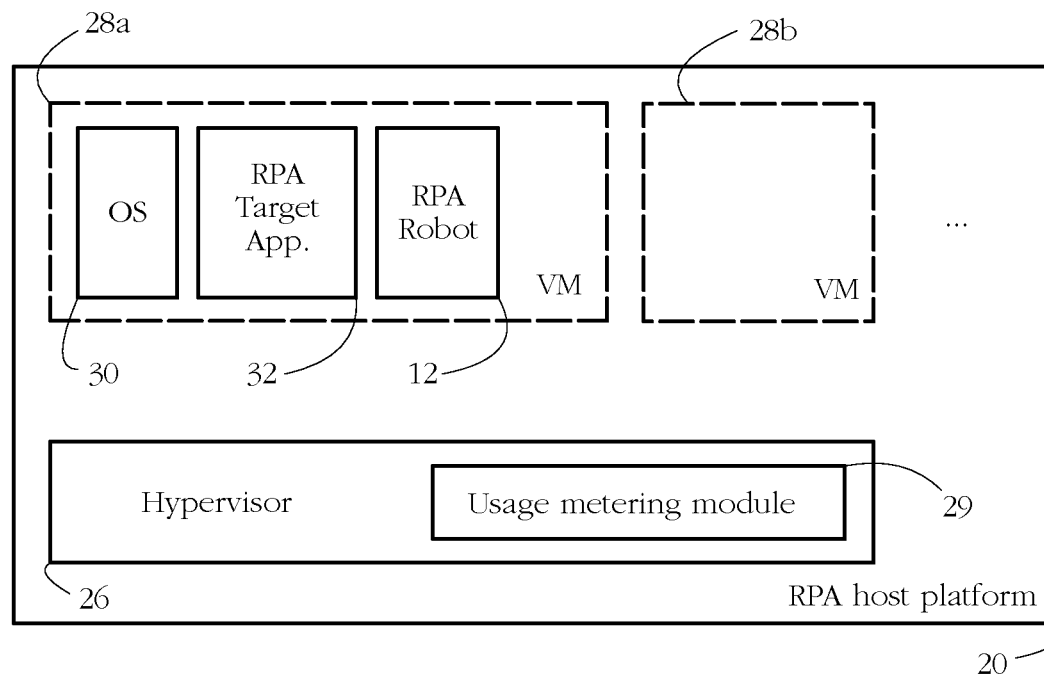 28a
28b
OS
RPA
Target
App.
RPA
Robot
VM
VM
...
30
32
12
Hypervisor
Usage metering module
29
26
RPA host platform
20